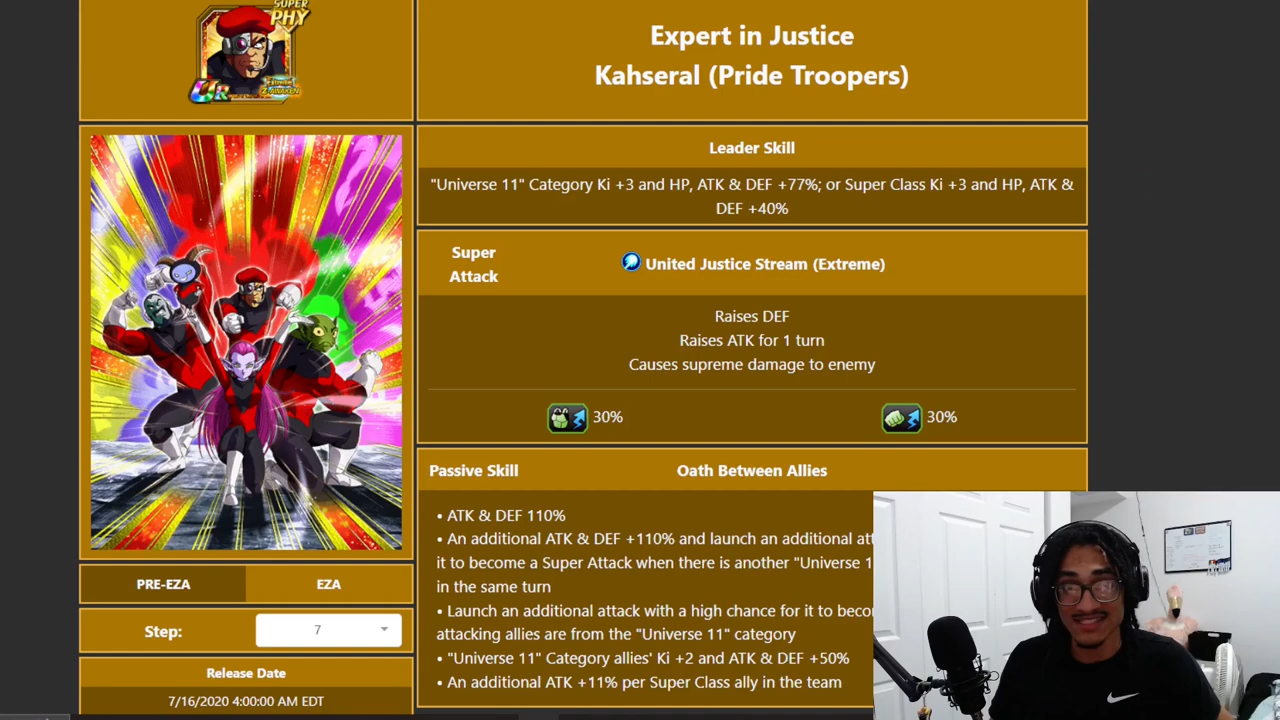 SUPER
PHY
UR
Extreme
Z-AWAKEN
Expert in Justice
Kahseral (Pride Troopers)
Leader Skill
"Universe 11" Category Ki +3 and HP, ATK & DEF +77%; or Super Class Ki +3 and HP, ATK &
DEF +40%
Super
Attack
United Justice Stream (Extreme)
Raises DEF
Raises ATK for 1 turn
Causes supreme damage to enemy
30%
30%
Passive Skill
Oath Between Allies
• ATK & DEF 110%
• An additional ATK & DEF +110% and launch an additional att
it to become a Super Attack when there is another "Universe 1
in the same turn
• Launch an additional attack with a high chance for it to becom
attacking allies are from the "Universe 11" category
• "Universe 11" Category allies' Ki +2 and ATK & DEF +50%
• An additional ATK +11% per Super Class ally in the team
PRE-EZA
EZA
Step:
7
Release Date
7/16/2020 4:00:00 AM EDT